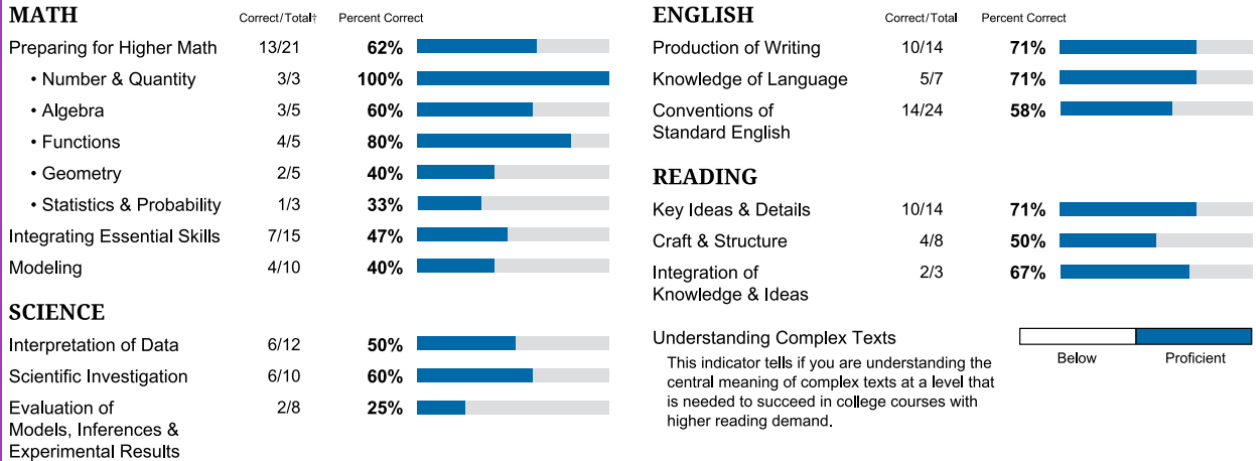 MATH Correct/Total† Percent Correct
Preparing for Higher Math 13/21 62%
• Number & Quantity 3/3 100%
• Algebra 3/5 60%
• Functions 4/5 80%
• Geometry 2/5 40%
• Statistics & Probability 1/3 33%
Integrating Essential Skills 7/15 47%
Modeling 4/10 40%
SCIENCE
Interpretation of Data 6/12 50%
Scientific Investigation 6/10 60%
Evaluation of 2/8 25%
Models, Inferences &
Experimental Results
ENGLISH Correct/Total Percent Correct
Production of Writing 10/14 71%
Knowledge of Language 5/7 71%
Conventions of 14/24 58%
Standard English
READING
Key Ideas & Details 10/14 71%
Craft & Structure 4/8 50%
Integration of 2/3 67%
Knowledge & Ideas
Understanding Complex Texts
Below Proficient
This indicator tells if you are understanding the
central meaning of complex texts at a level that
is needed to succeed in college courses with
higher reading demand.